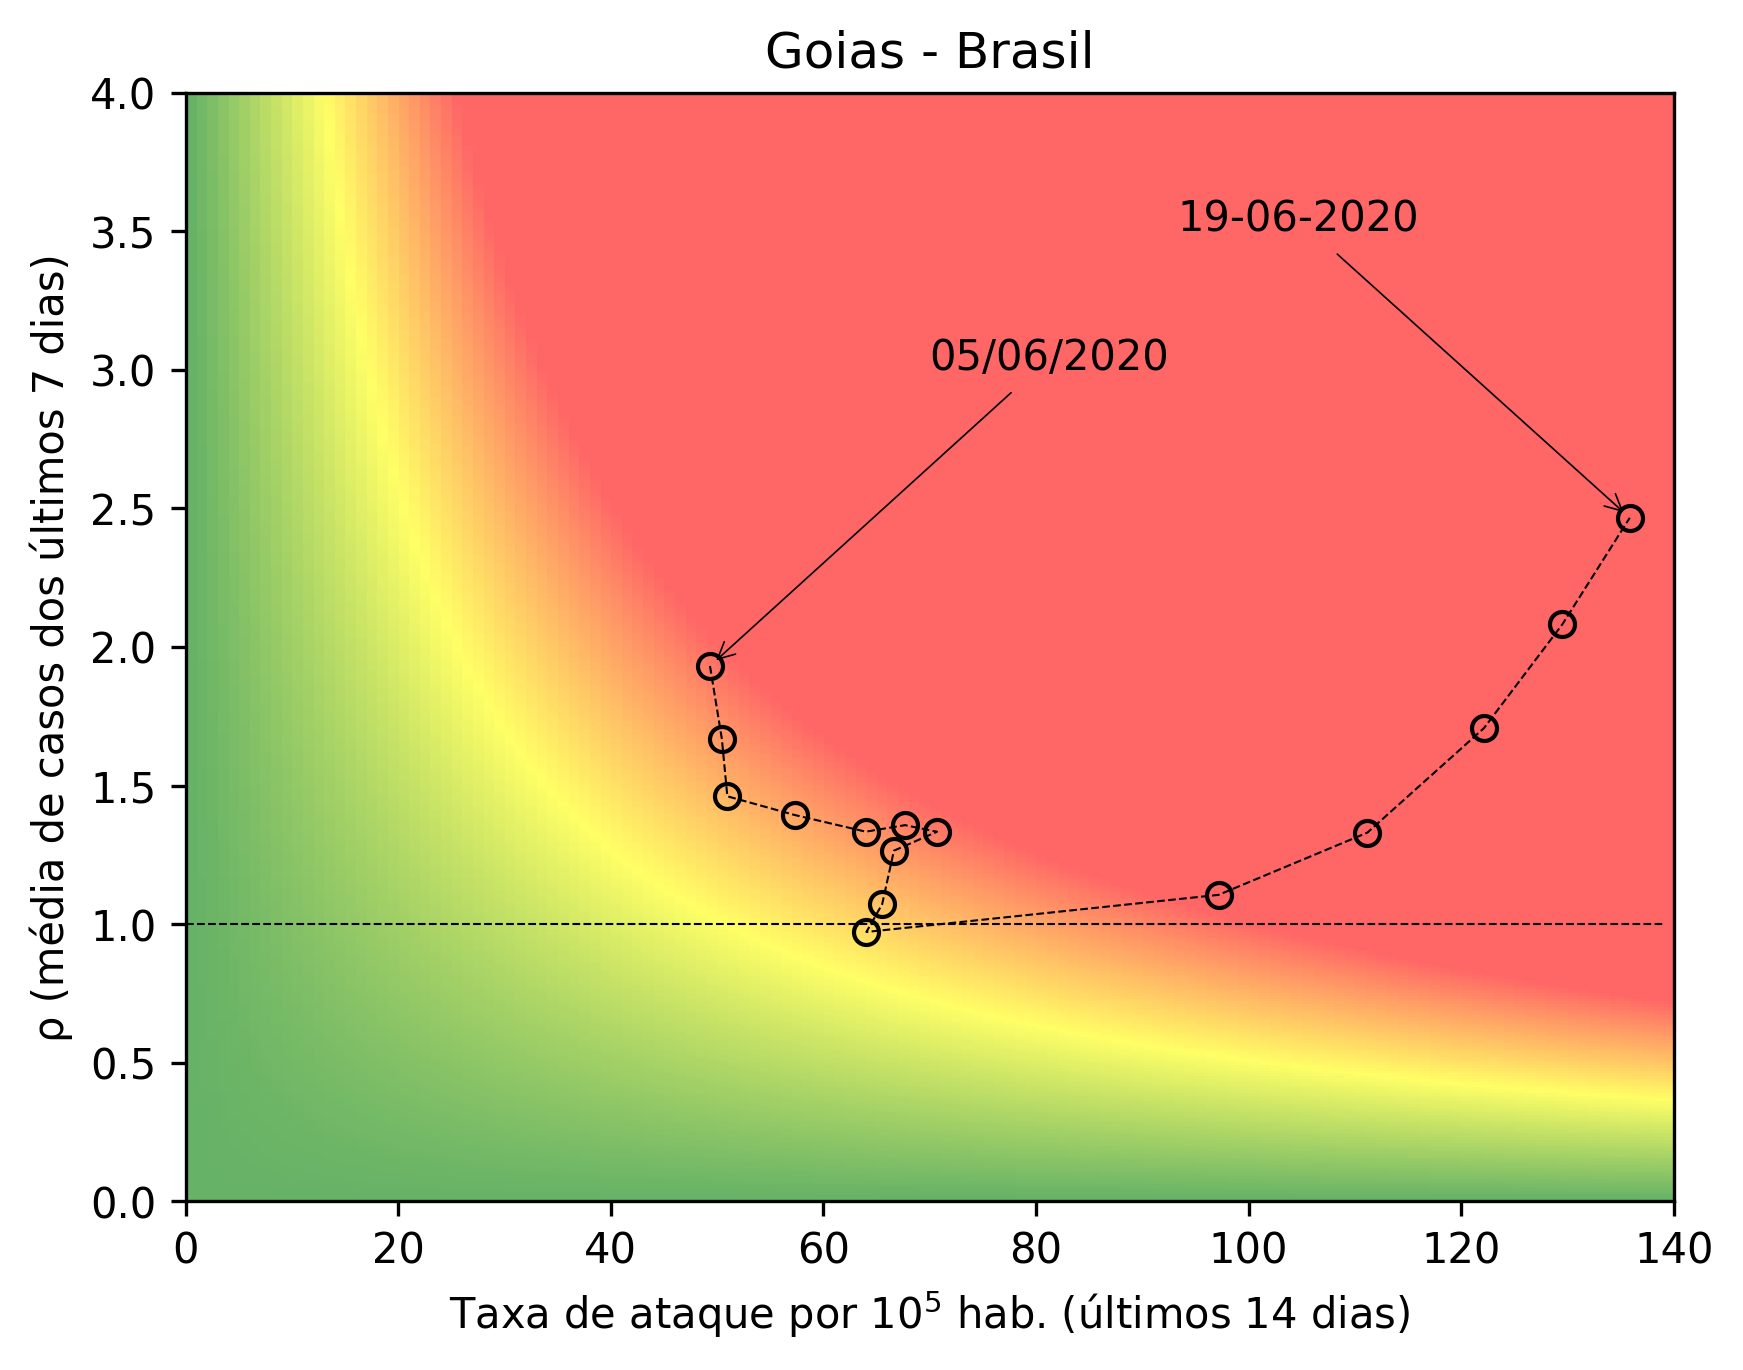 Goias - Brasil
4.0
3.5
3.0
2.5
2.0
1.5
1.0
0.5
0.0
ρ (média de casos dos últimos 7 dias)
19-06-2020
05/06/2020
0 20 40 60 80 100 120 140
Taxa de ataque por 10⁵ hab. (últimos 14 dias)